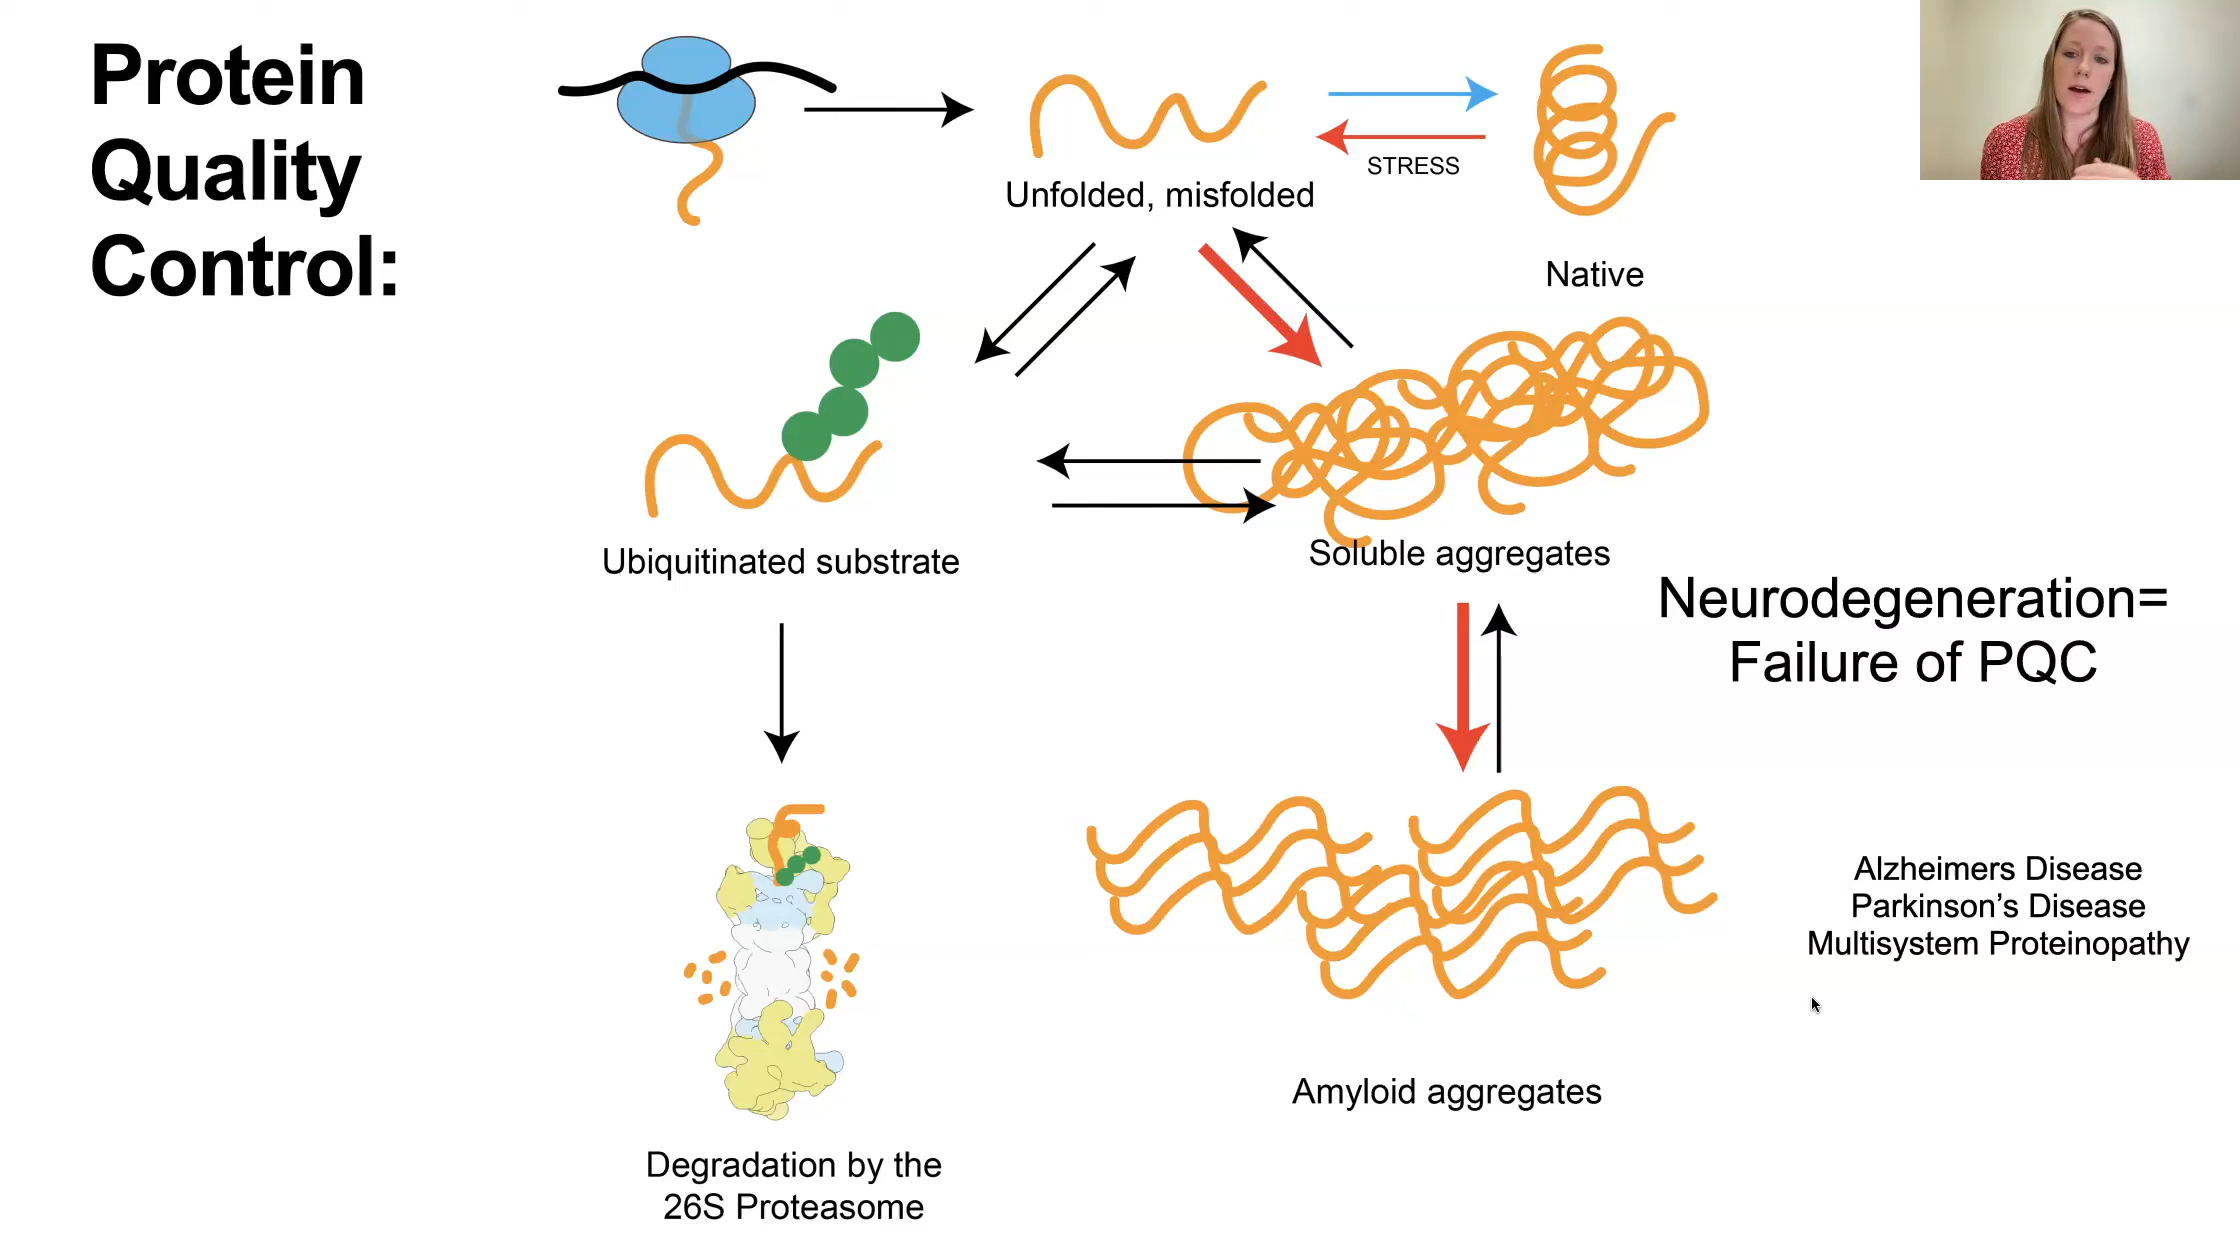 Protein
Quality
Control:
STRESS
Unfolded, misfolded
Native
Ubiquitinated substrate
Soluble aggregates
Neurodegeneration=
Failure of PQC
Alzheimers Disease
Parkinson’s Disease
Multisystem Proteinopathy
Amyloid aggregates
Degradation by the
26S Proteasome